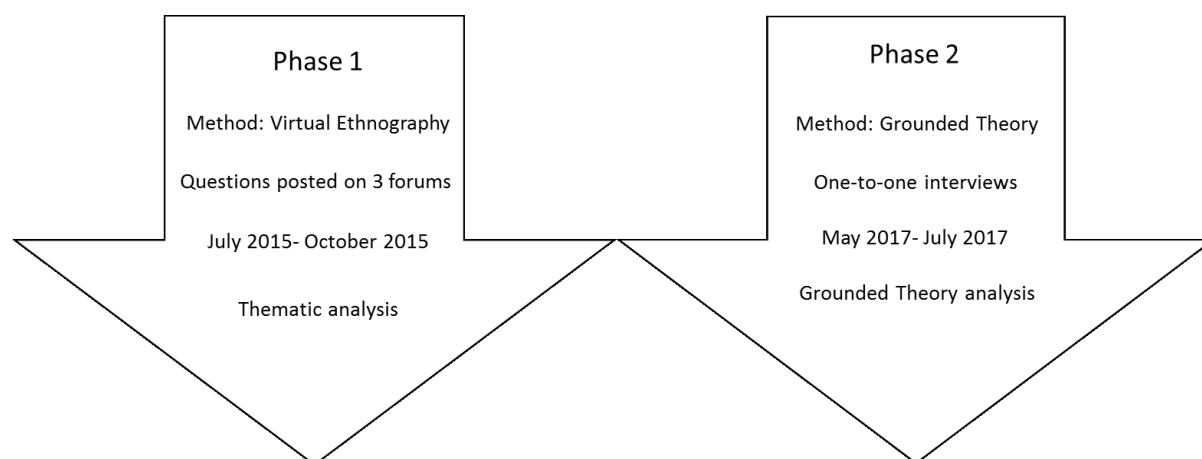 Phase 1
Method: Virtual Ethnography
Questions posted on 3 forums
July 2015- October 2015
Thematic analysis
Phase 2
Method: Grounded Theory
One-to-one interviews
May 2017- July 2017
Grounded Theory analysis